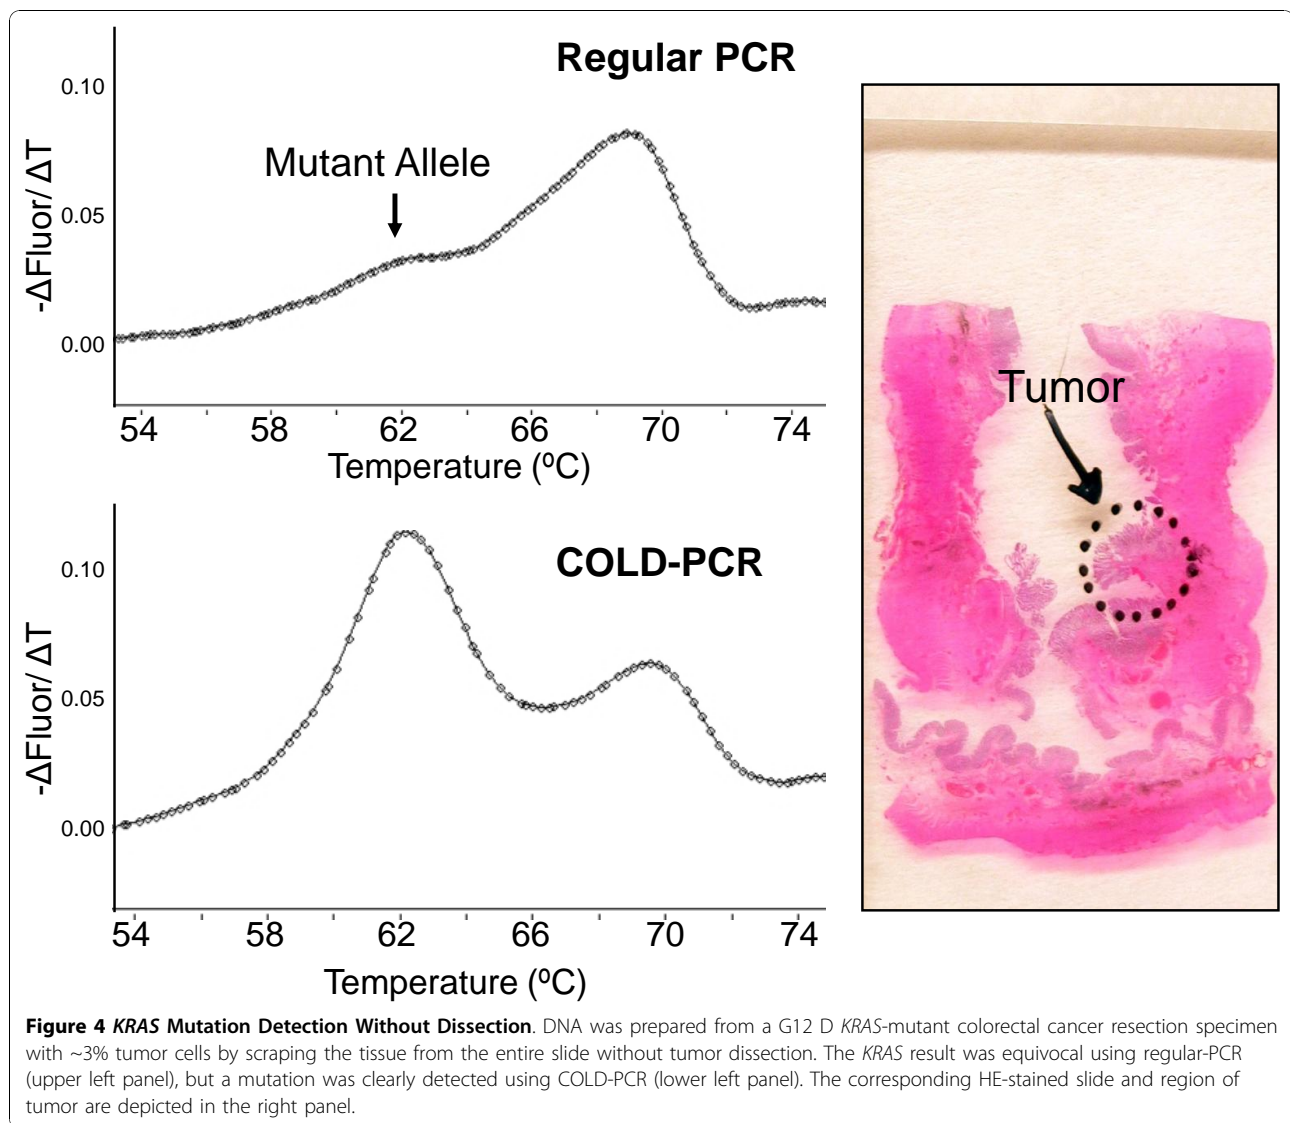 Regular PCR
0.10
Mutant Allele
0.05
-ΔFluor/ ΔT
0.00
54 58 62 66 70 74
Temperature (ºC)
COLD-PCR
0.10
0.05
-ΔFluor/ ΔT
0.00
54 58 62 66 70 74
Temperature (ºC)
Tumor
Figure 4 KRAS Mutation Detection Without Dissection. DNA was prepared from a G12 D KRAS-mutant colorectal cancer resection specimen
with ~3% tumor cells by scraping the tissue from the entire slide without tumor dissection. The KRAS result was equivocal using regular-PCR
(upper left panel), but a mutation was clearly detected using COLD-PCR (lower left panel). The corresponding HE-stained slide and region of
tumor are depicted in the right panel.